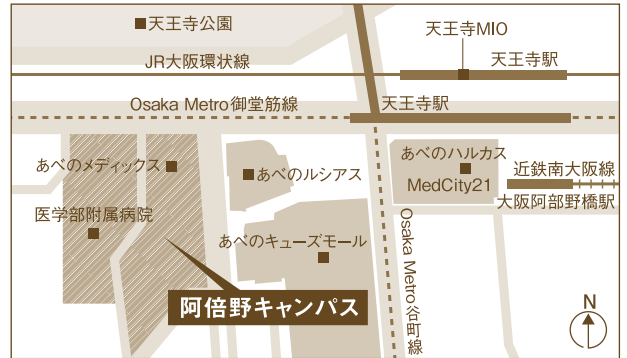 天王寺公園
天王寺MIO
JR大阪環状線
天王寺駅
Osaka Metro御堂筋線
天王寺駅
あべのメディックス
あべのルシアス
あべのハルカス
MedCity21
近鉄南大阪線
大阪阿部野橋駅
医学部附属病院
あべのキューズモール
Osaka Metro谷町線
阿倍野キャンパス
N